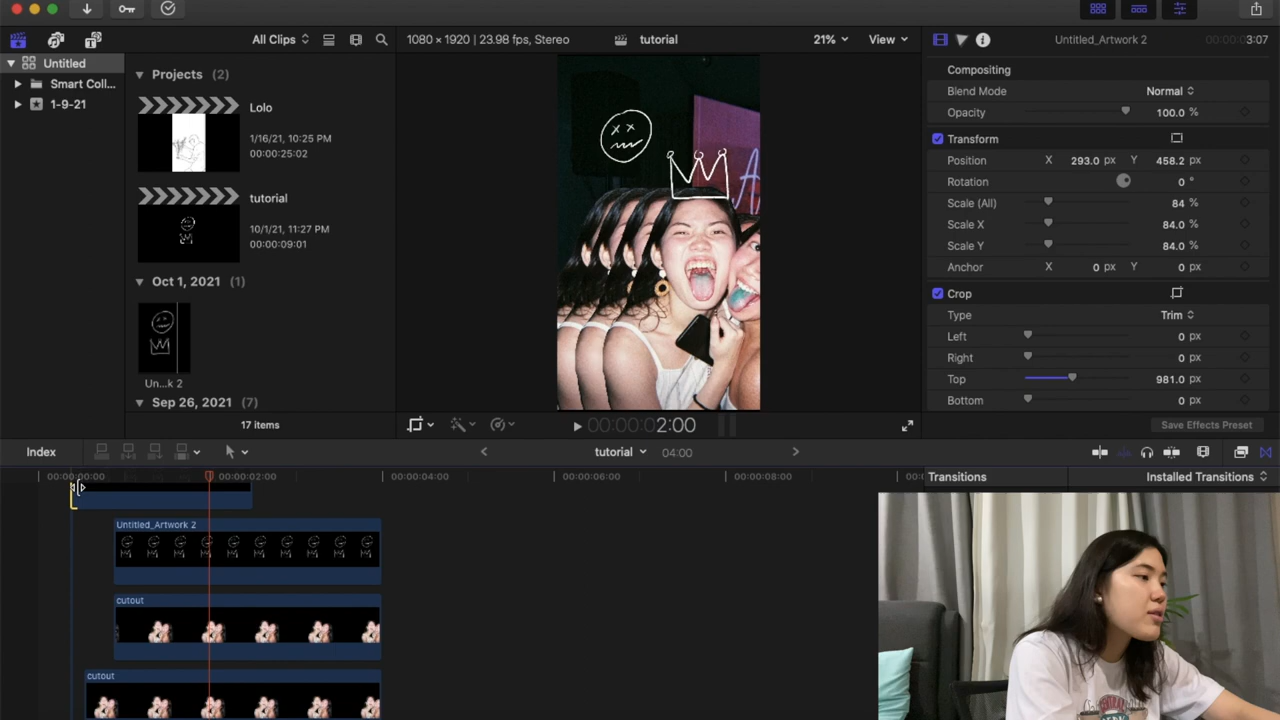 All Clips
1080 × 1920 | 23.98 fps, Stereo
tutorial
21%
View
Untitled_Artwork 2
00:00:03:07
Untitled
Smart Coll...
1-9-21
Projects (2)
Lolo
1/16/21, 10:25 PM
00:00:25:02
tutorial
10/1/21, 11:27 PM
00:00:09:01
Oct 1, 2021 (1)
Un...k 2
Sep 26, 2021 (7)
17 items
00:00:02:00
Compositing
Blend Mode Normal
Opacity 100.0 %
Transform
Position X 293.0 px Y 458.2 px
Rotation 0 °
Scale (All) 84 %
Scale X 84.0 %
Scale Y 84.0 %
Anchor X 0 px Y 0 px
Crop
Type Trim
Left 0 px
Right 0 px
Top 981.0 px
Bottom 0 px
Save Effects Preset
Index
tutorial
04:00
00:00:00:00
00:00:02:00
00:00:04:00
00:00:06:00
00:00:08:00
Transitions
Installed Transitions
Untitled_Artwork 2
cutout
cutout